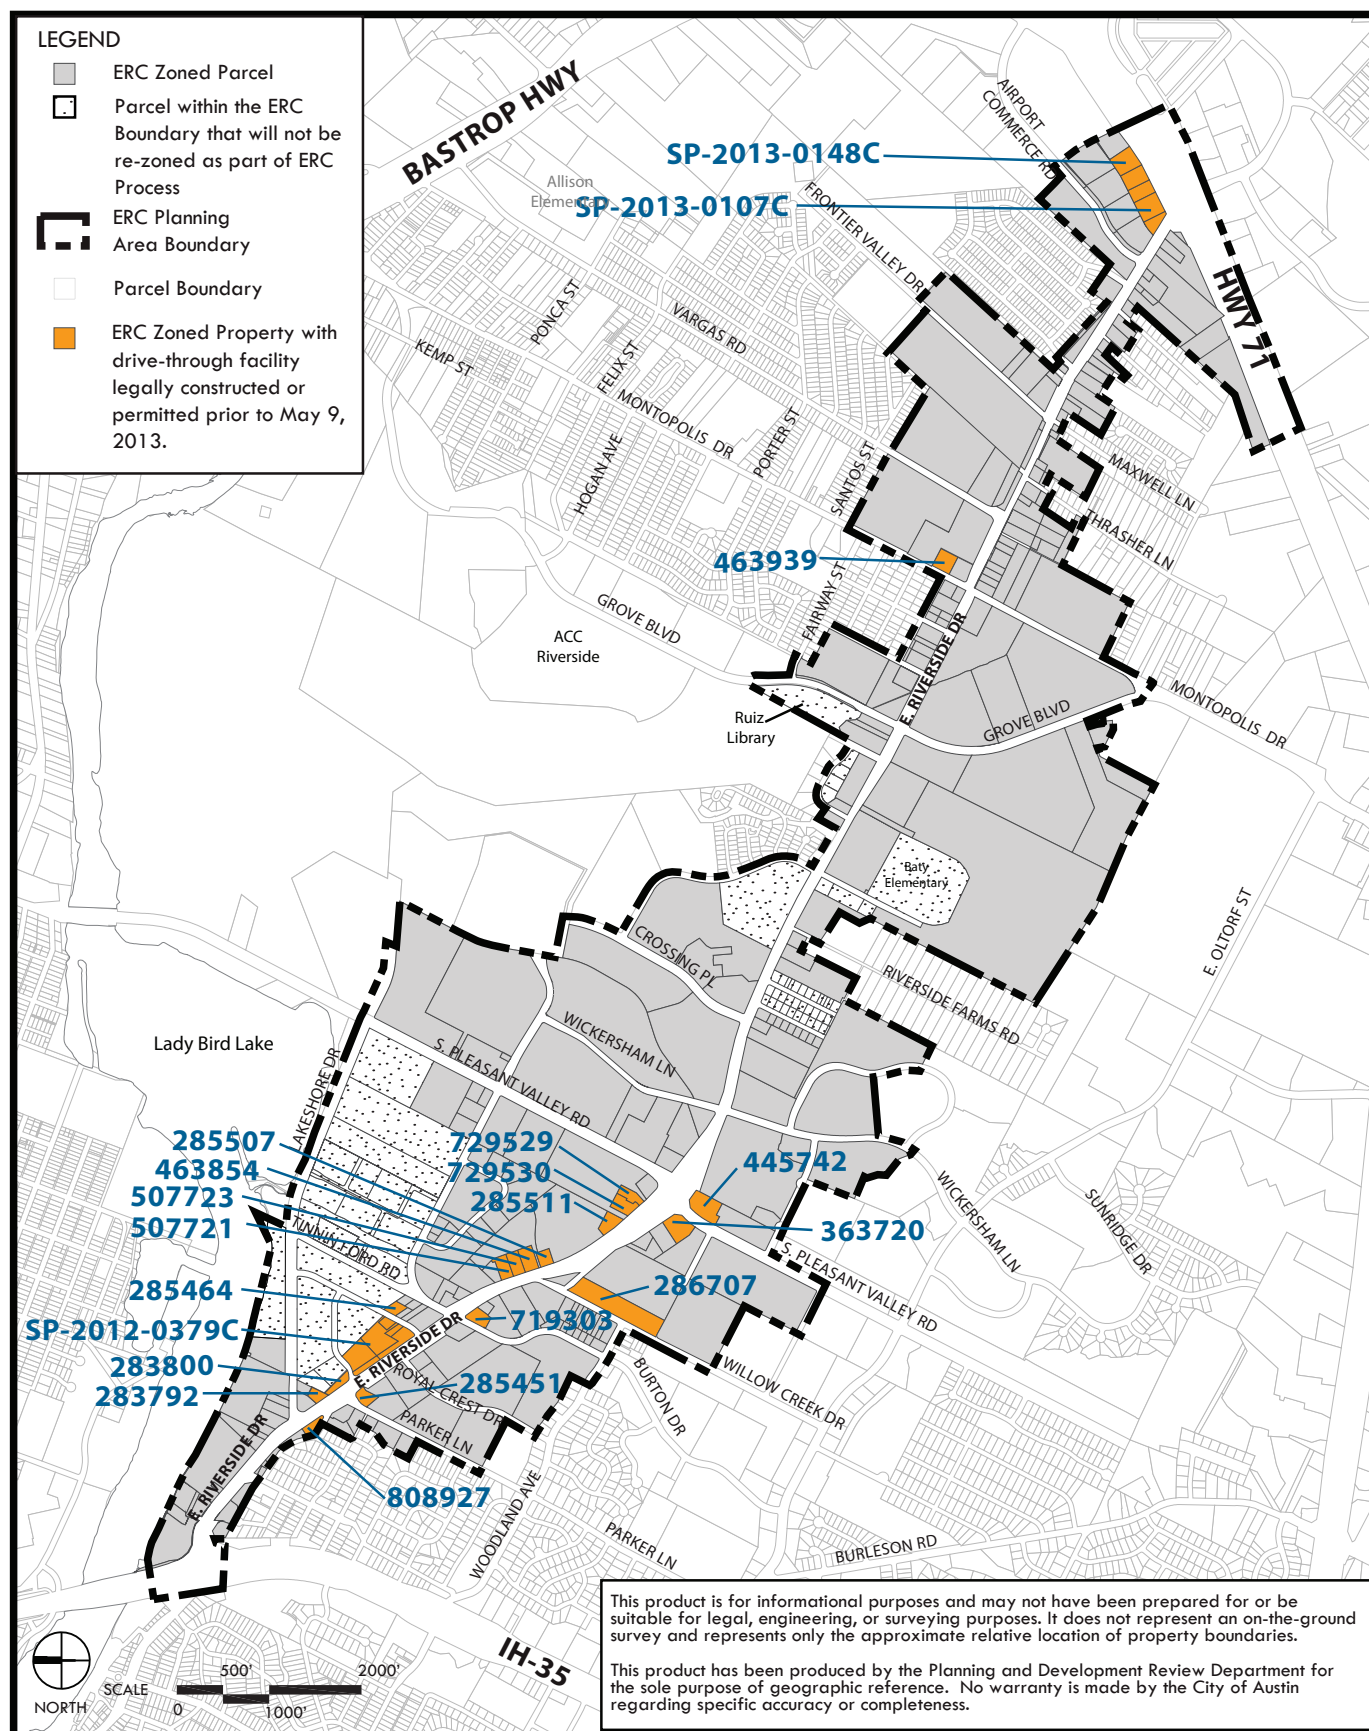 LEGEND
ERC Zoned Parcel
Parcel within the ERC
Boundary that will not be
re-zoned as part of ERC
Process
ERC Planning
Area Boundary
Parcel Boundary
ERC Zoned Property with
drive-through facility
legally constructed or
permitted prior to May 9,
2013.
BASTROP HWY
AIRPORT
COMMERCE RD
SP-2013-0148C
Allison
Elementary
SP-2013-0107C
FRONTIER VALLEY DR
HWY 71
PONCA ST
VARGAS RD
KEMP ST
FELIX ST
MONTOPOLIS DR
PORTER ST
HOGAN AVE
SANTOS ST
MAXWELL LN
THRASHER LN
463939
FAIRWAY ST
GROVE BLVD
ACC
Riverside
E. RIVERSIDE DR
MONTOPOLIS DR
GROVE BLVD
Ruiz
Library
Baty
Elementary
E. OLTORF ST
CROSSING PL
RIVERSIDE FARMS RD
WICKERSHAM LN
Lady Bird Lake
S. PLEASANT VALLEY RD
LAKESHORE DR
285507
729529
463854
729530
445742
507723
285511
507721
363720
WICKERSHAM LN
SUNRIDGE DR
TINNIN FORD RD
S. PLEASANT VALLEY RD
285464
286707
SP-2012-0379C
719303
E. RIVERSIDE DR
283800
283792
285451
ROYAL CREST DR
BURTON DR
WILLOW CREEK DR
PARKER LN
E. RIVERSIDE DR
808927
WOODLAND AVE
PARKER LN
BURLESON RD
IH-35
NORTH
SCALE
500'
2000'
0
1000'
This product is for informational purposes and may not have been prepared for or be
suitable for legal, engineering, or surveying purposes. It does not represent an on-the-ground
survey and represents only the approximate relative location of property boundaries.
This product has been produced by the Planning and Development Review Department for
the sole purpose of geographic reference. No warranty is made by the City of Austin
regarding specific accuracy or completeness.